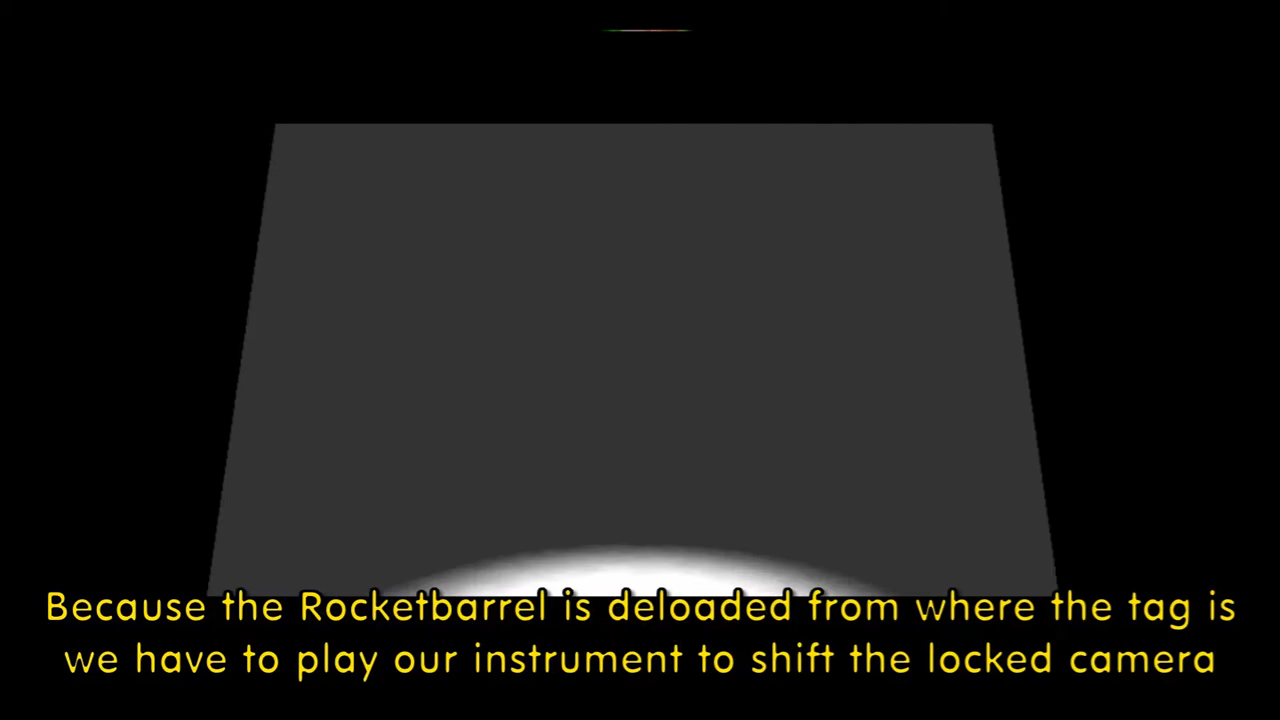 Because the Rocketbarrel is deloaded from where the tag is
we have to play our instrument to shift the locked camera